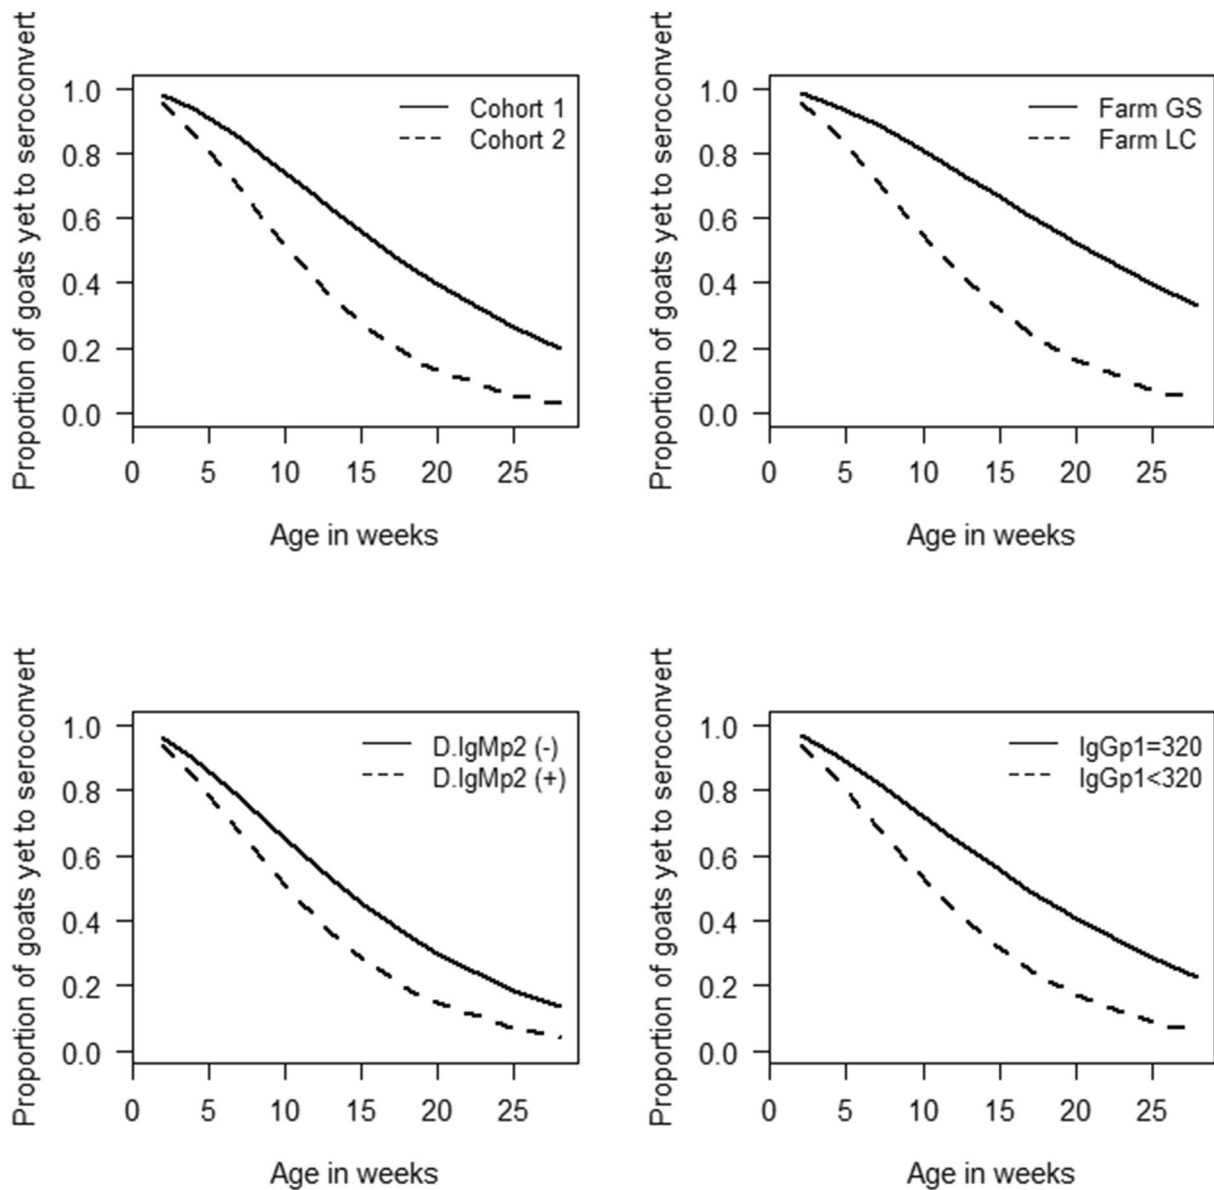 Proportion of goats yet to seroconvert
1.0
0.8
0.6
0.4
0.2
0.0
Cohort 1
Cohort 2
0 5 10 15 20 25
Age in weeks
Proportion of goats yet to seroconvert
1.0
0.8
0.6
0.4
0.2
0.0
Farm GS
Farm LC
0 5 10 15 20 25
Age in weeks
Proportion of goats yet to seroconvert
1.0
0.8
0.6
0.4
0.2
0.0
D.IgMp2 (-)
D.IgMp2 (+)
0 5 10 15 20 25
Age in weeks
Proportion of goats yet to seroconvert
1.0
0.8
0.6
0.4
0.2
0.0
IgGp1=320
IgGp1<320
0 5 10 15 20 25
Age in weeks